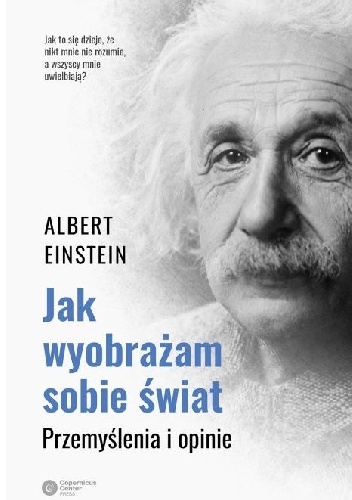 Jak to się dzieje, że
nikt mnie nie rozumie,
a wszyscy mnie
uwielbiają?
ALBERT
EINSTEIN
Jak
wyobrażam
sobie świat
Przemyślenia i opinie
Copernicus
Center
PRESS